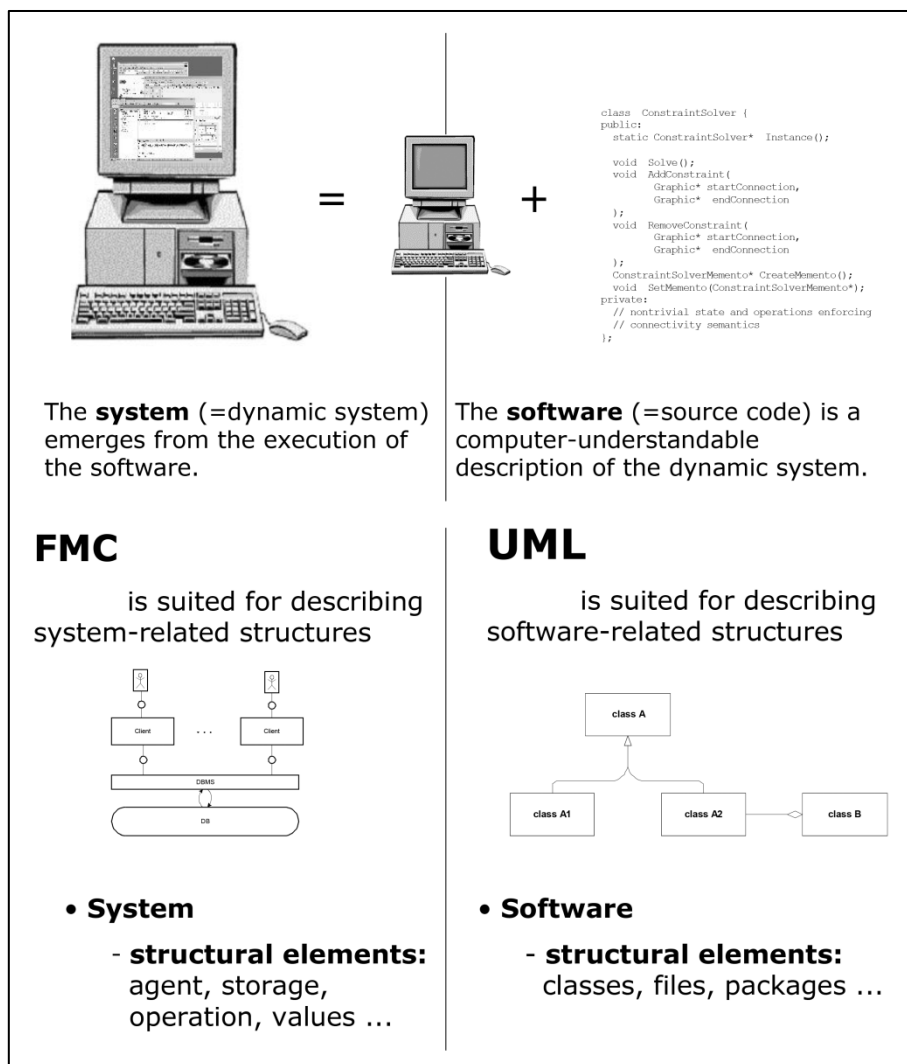 =
+
class ConstraintSolver {
public:
static ConstraintSolver* Instance();
void Solve();
void AddConstraint(
Graphic* startConnection,
Graphic* endConnection
);
void RemoveConstraint(
Graphic* startConnection,
Graphic* endConnection
);
ConstraintSolverMemento* CreateMemento();
void SetMemento(ConstraintSolverMemento*);
private:
// nontrivial state and operations enforcing
// connectivity semantics
};
The system (=dynamic system)
emerges from the execution of
the software.
The software (=source code) is a
computer-understandable
description of the dynamic system.
FMC
is suited for describing
system-related structures
Client
. . .
Client
DBMS
DB
• System
- structural elements:
agent, storage,
operation, values ...
UML
is suited for describing
software-related structures
class A
class A1
class A2
class B
• Software
- structural elements:
classes, files, packages ...